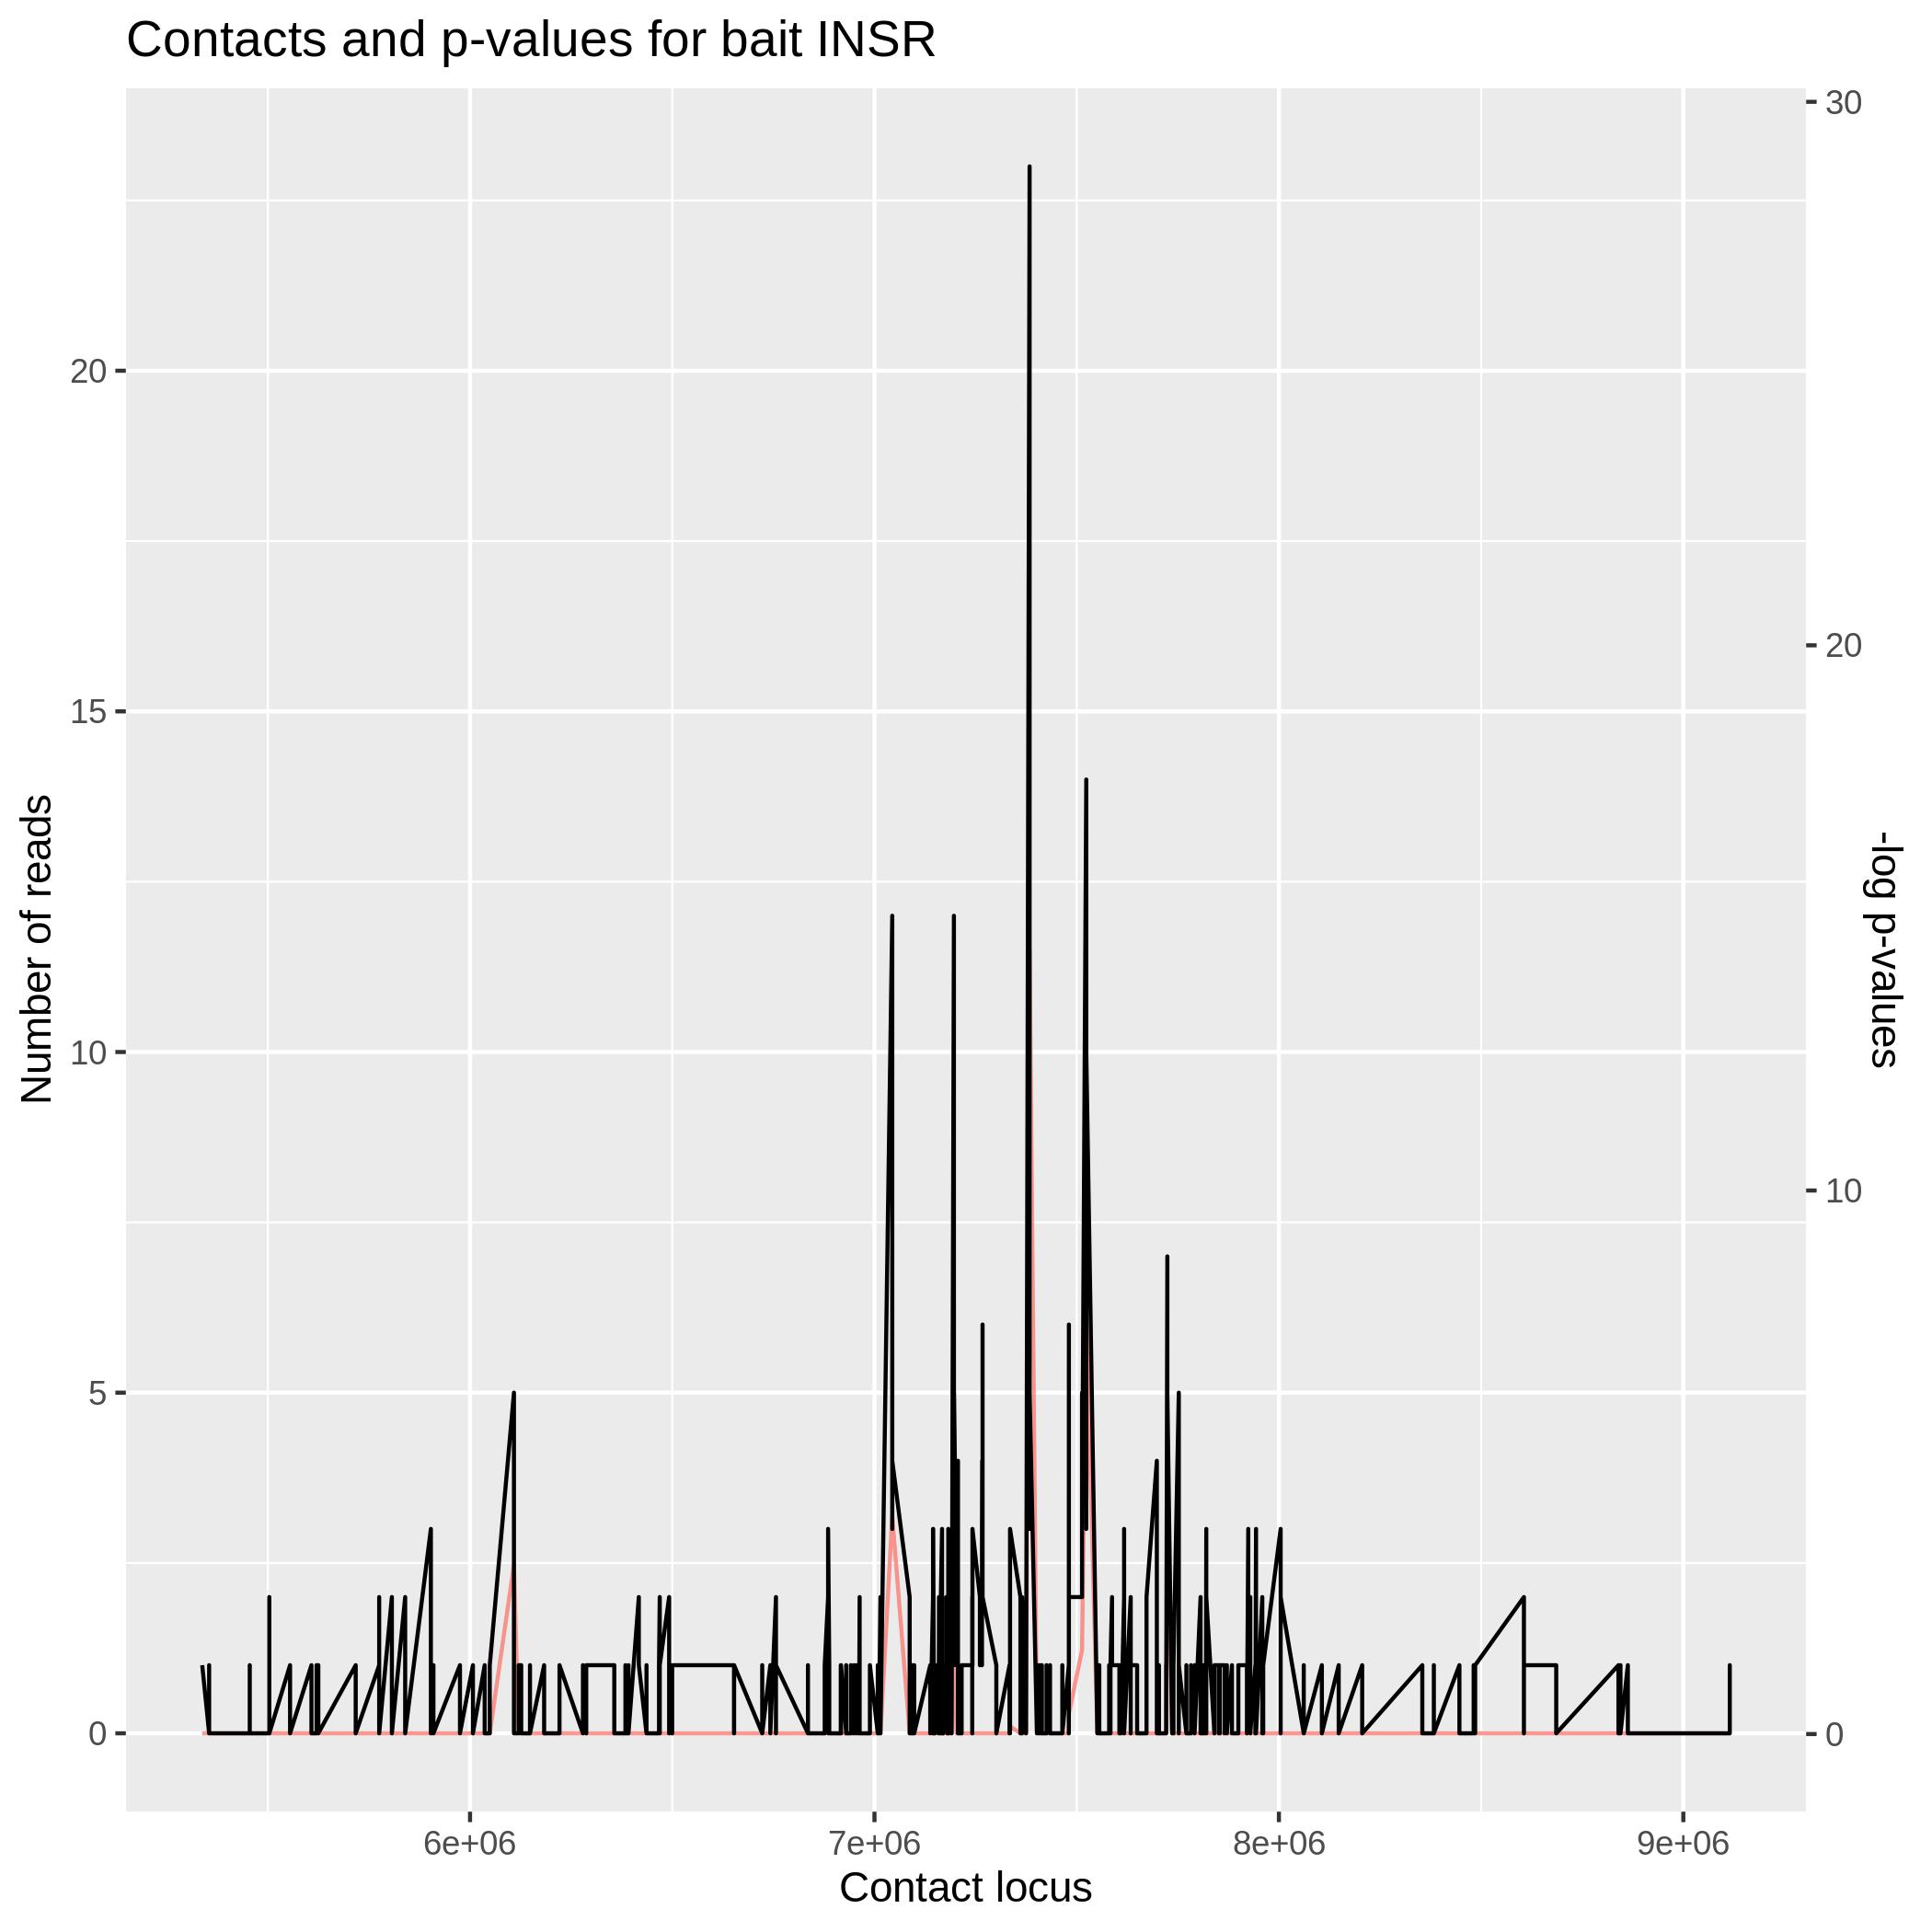 Contacts and p-values for bait INSR
30
20
20
15
Number of reads
-log p-values
10
10
5
0
0
6e+06 7e+06 8e+06 9e+06
Contact locus